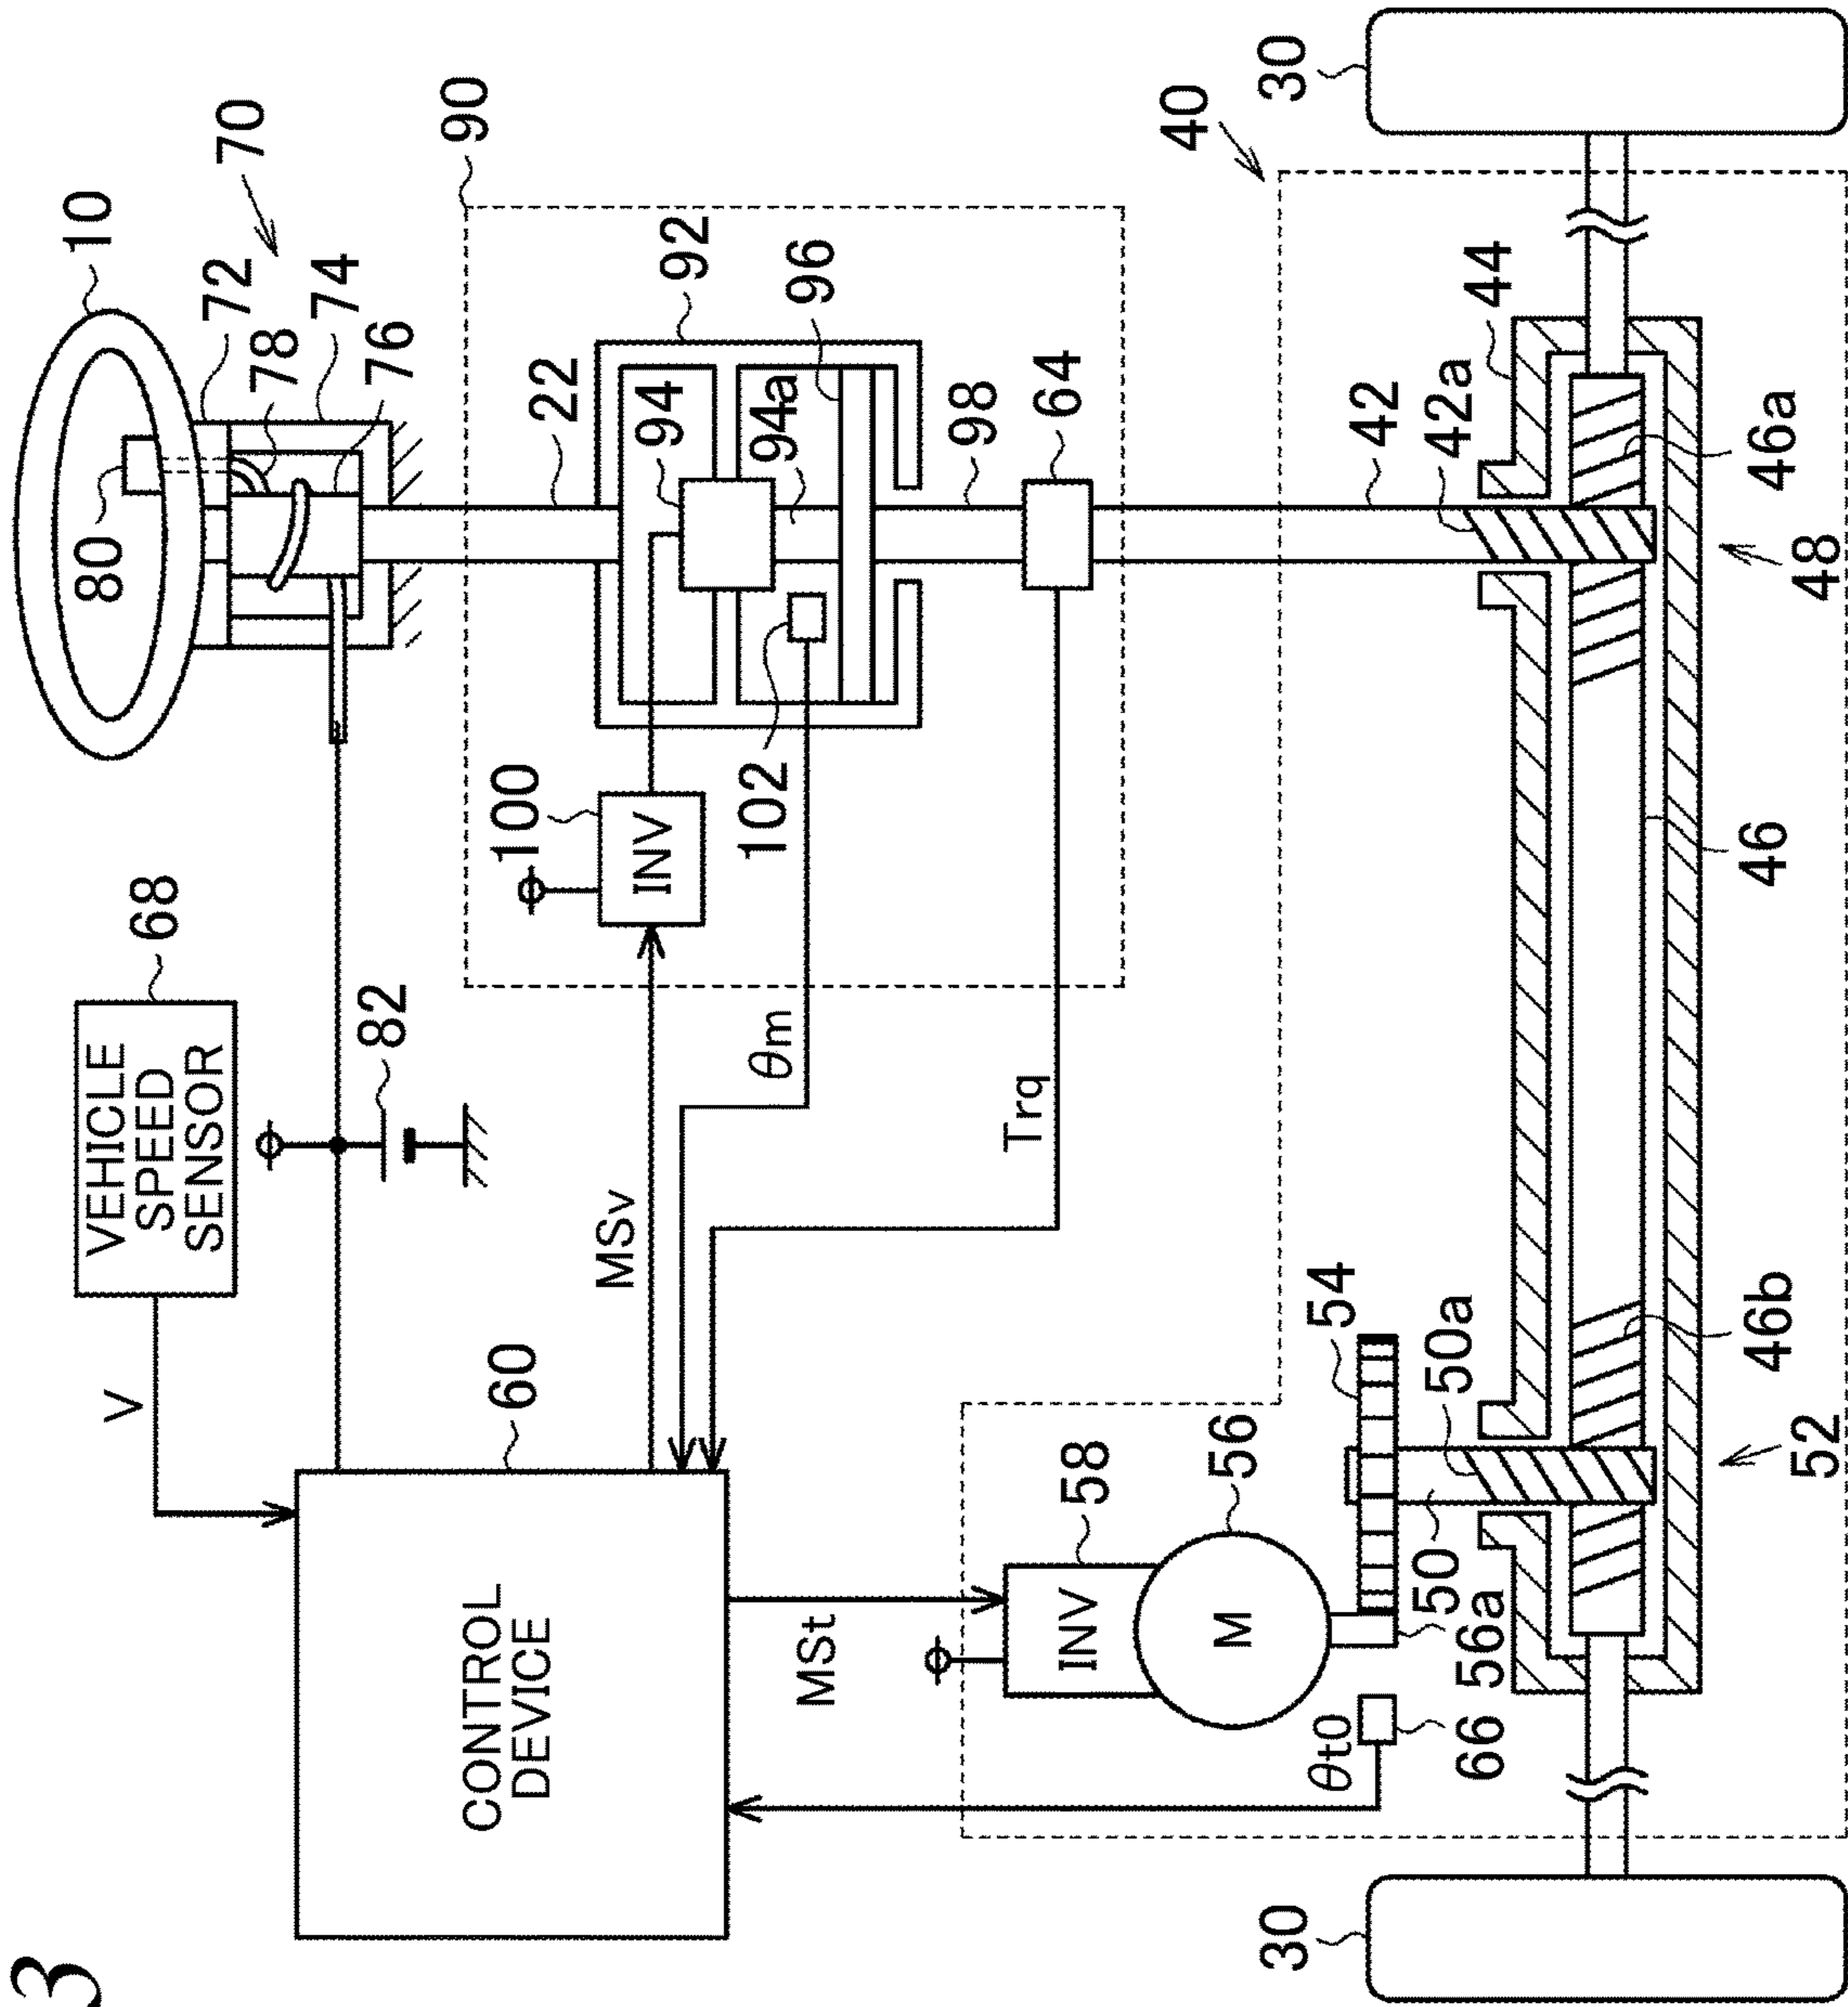 3
10
70
72
78
74
76
80
90
22
92
94
94a
96
98
64
100
INV
102
VEHICLE
SPEED
SENSOR
68
V
82
MSv
θm
Trq
60
CONTROL
DEVICE
MSt
58
INV
56
M
54
50a
50
56a
66
θt0
40
30
44
42
42a
46a
48
46
46b
52
30